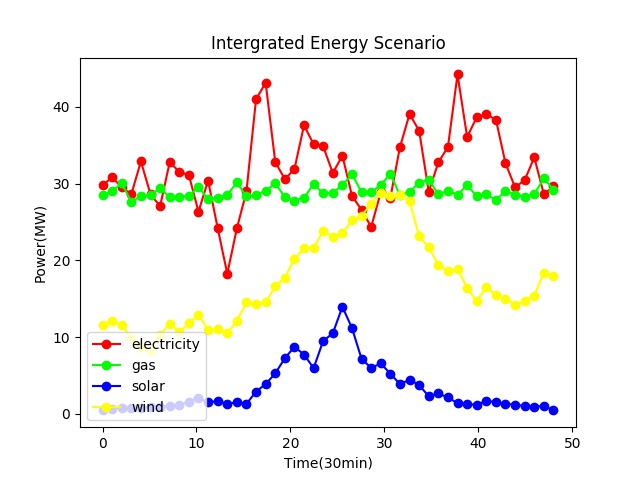 Intergrated Energy Scenario
Power(MW)
40
30
20
10
0
electricity
gas
solar
wind
0 10 20 30 40 50
Time(30min)